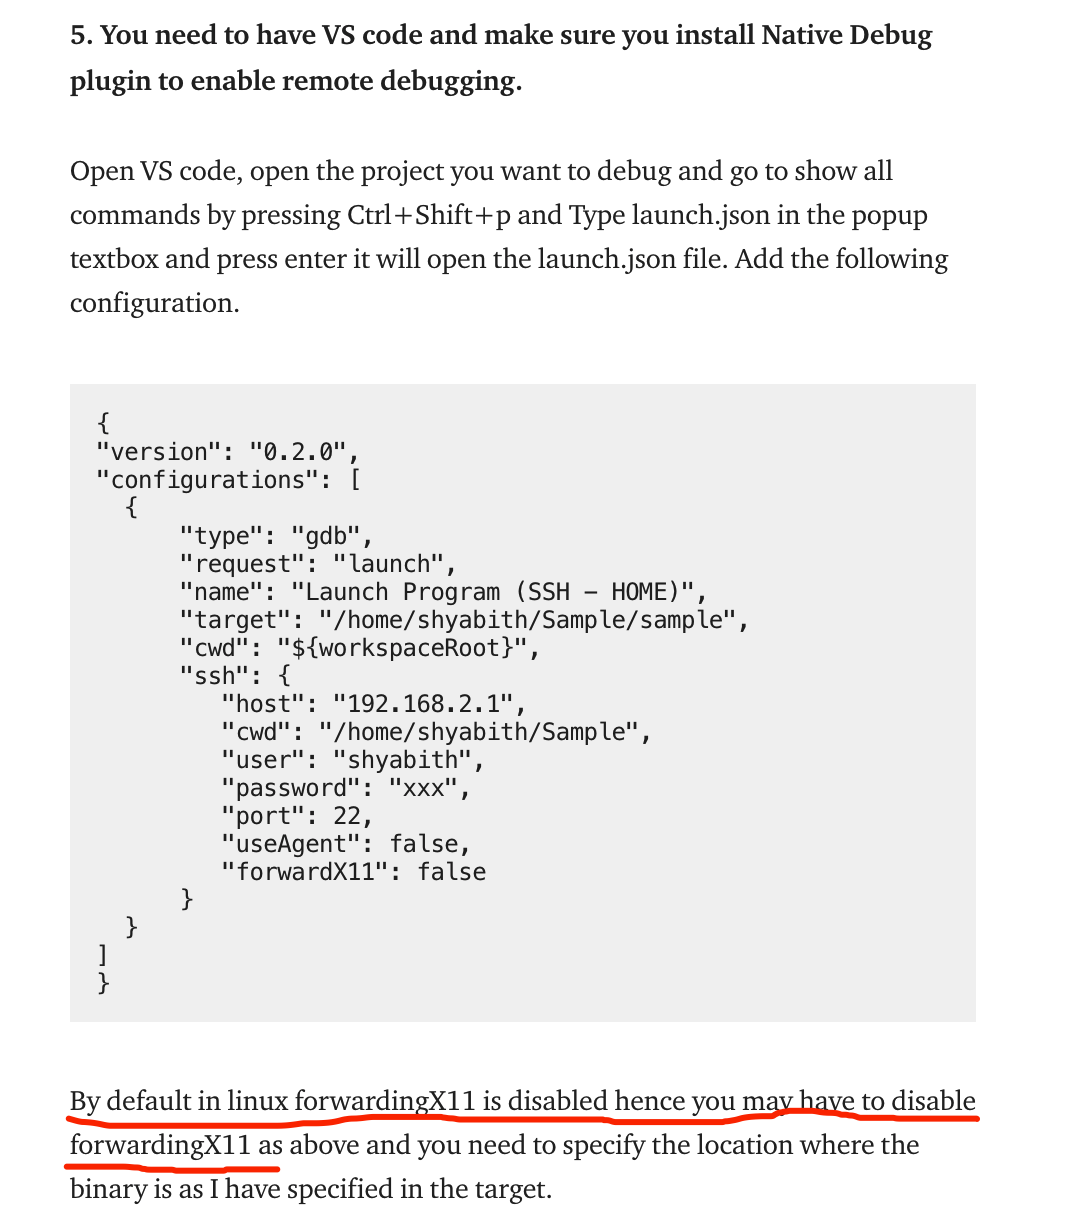 5. You need to have VS code and make sure you install Native Debug
plugin to enable remote debugging.
Open VS code, open the project you want to debug and go to show all
commands by pressing Ctrl+Shift+p and Type launch.json in the popup
textbox and press enter it will open the launch.json file. Add the following
configuration.
{
"version": "0.2.0",
"configurations": [
  {
      "type": "gdb",
      "request": "launch",
      "name": "Launch Program (SSH – HOME)",
      "target": "/home/shyabith/Sample/sample",
      "cwd": "${workspaceRoot}",
      "ssh": {
         "host": "192.168.2.1",
         "cwd": "/home/shyabith/Sample",
         "user": "shyabith",
         "password": "xxx",
         "port": 22,
         "useAgent": false,
         "forwardX11": false
      }
  }
]
}
By default in linux forwardingX11 is disabled hence you may have to disable
forwardingX11 as above and you need to specify the location where the
binary is as I have specified in the target.